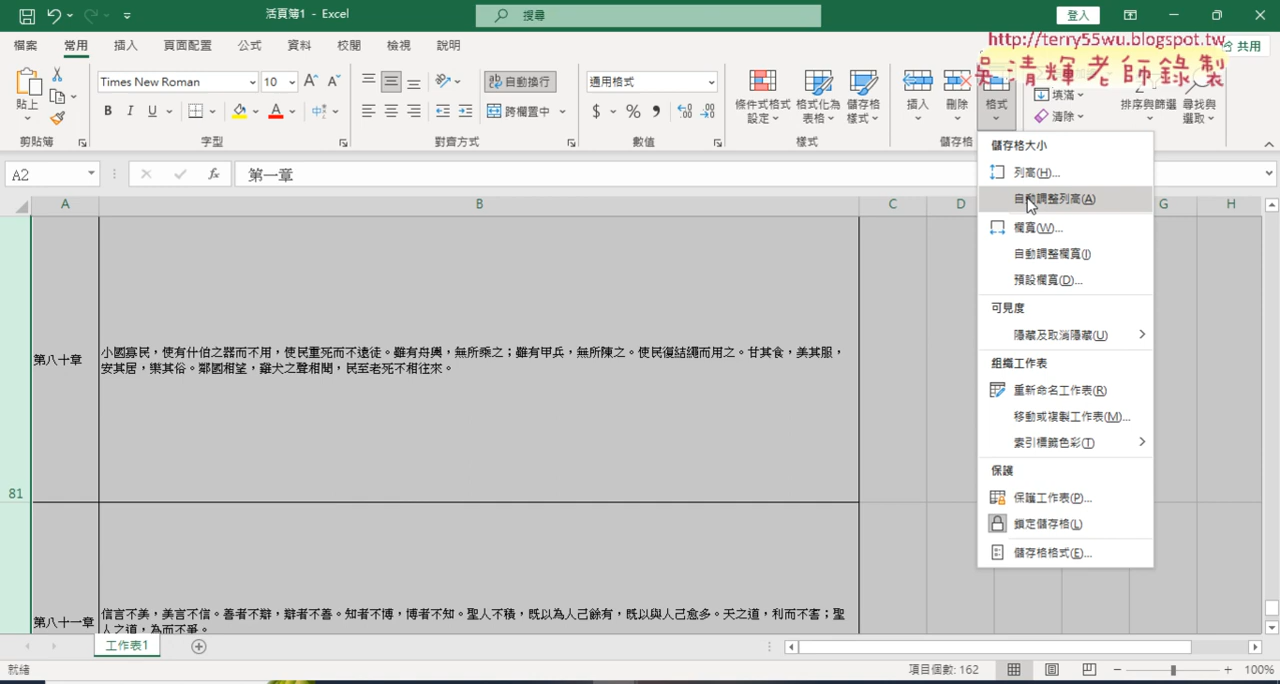 活頁簿1 - Excel
搜尋
登入
檔案 常用 插入 頁面配置 公式 資料 校閱 檢視 說明
http://terry55wu.blogspot.tw
共用
吳清輝老師錄製
貼上
Times New Roman 10
B I U
自動換行
跨欄置中
通用格式
$ % ,
條件式格式設定
格式化為表格
儲存格樣式
插入 刪除 格式
填滿
清除
排序與篩選
尋找與選取
剪貼簿 字型 對齊方式 數值 樣式 儲存格
A2
fx
第一章
A B C D G H
第八十章
小國寡民，使有什伯之器而不用，使民重死而不遠徙。雖有舟輿，無所乘之；雖有甲兵，無所陳之。使民復結繩而用之。甘其食，美其服，
安其居，樂其俗。鄰國相望，雞犬之聲相聞，民至老死不相往來。
81
第八十一章
信言不美，美言不信。善者不辯，辯者不善。知者不博，博者不知。聖人不積，既以為人己愈有，既以與人己愈多。天之道，利而不害；聖
人之道，為而不爭。
儲存格大小
列高(H)...
自動調整列高(A)
欄寬(W)...
自動調整欄寬(I)
預設欄寬(D)...
可見度
隱藏及取消隱藏(U)
組織工作表
重新命名工作表(R)
移動或複製工作表(M)...
索引標籤色彩(T)
保護
保護工作表(P)...
鎖定儲存格(L)
儲存格格式(E)...
工作表1
就緒
項目個數: 162
100%